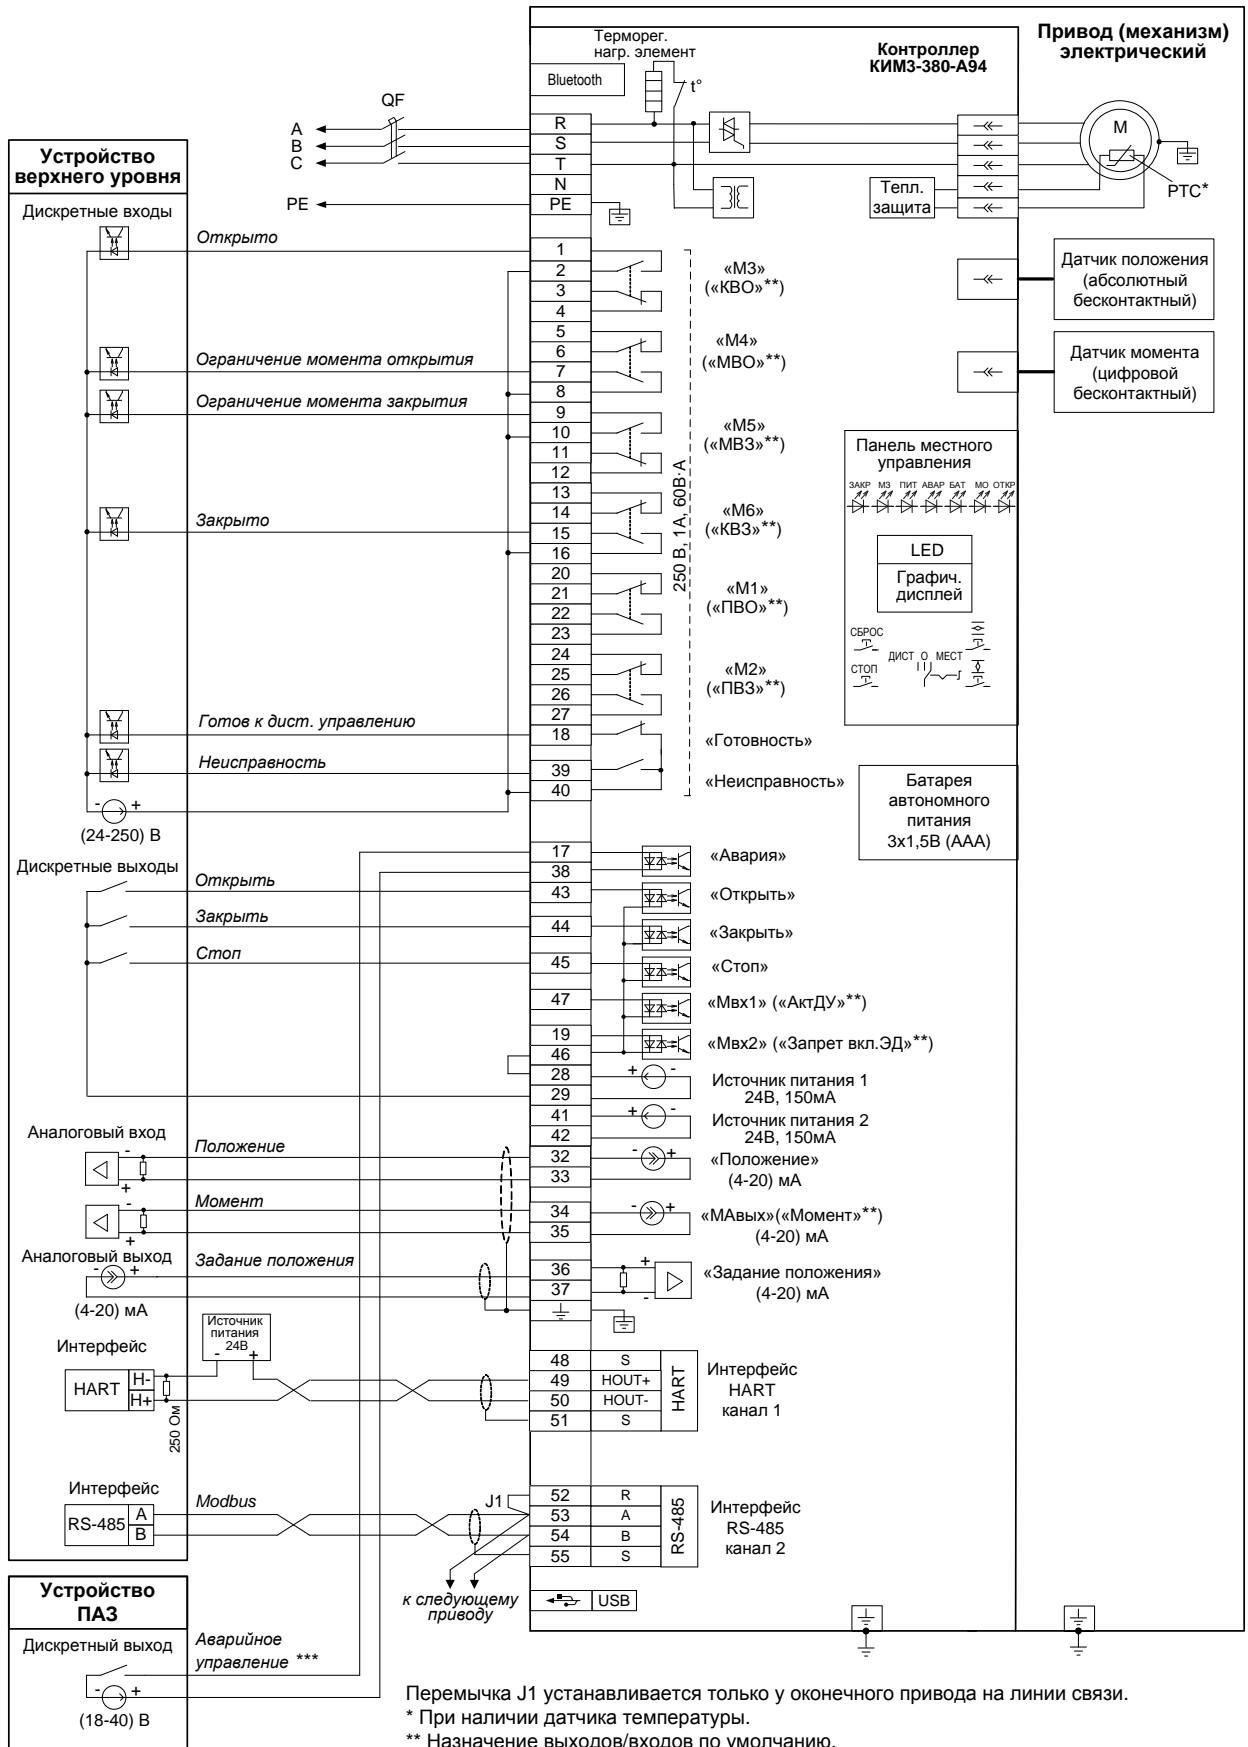 Привод (механизм)
электрический
Контроллер
КИМ3-380-А94
Терморег.
нагр. элемент
t°
Bluetooth
QF
A
B
C
PE
R
S
T
N
PE
M
PTC*
Тепл.
защита
Устройство
верхнего уровня
Дискретные входы
Открыто
Ограничение момента открытия
Ограничение момента закрытия
Закрыто
Готов к дист. управлению
Неисправность
- +
(24-250) В
1
2
3
4
5
6
7
8
9
10
11
12
13
14
15
16
20
21
22
23
24
25
26
27
18
39
40
«М3»
(«КВО»**)
«М4»
(«МВО»**)
«М5»
(«МВЗ»**)
«М6»
(«КВЗ»**)
«М1»
(«ПВО»**)
«М2»
(«ПВЗ»**)
«Готовность»
«Неисправность»
250 В, 1А, 60В·А
Датчик положения
(абсолютный
бесконтактный)
Датчик момента
(цифровой
бесконтактный)
Панель местного
управления
ЗАКР МЗ ПИТ АВАР БАТ МО ОТКР
LED
Графич.
дисплей
СБРОС
СТОП
ДИСТ О МЕСТ
Батарея
автономного
питания
3х1,5В (ААА)
Дискретные выходы
Открыть
Закрыть
Стоп
17
38
43
44
45
47
19
46
28
29
41
42
32
33
34
35
36
37
«Авария»
«Открыть»
«Закрыть»
«Стоп»
«Мвх1» («АктДУ»**)
«Мвх2» («Запрет вкл.ЭД»**)
+ -
Источник питания 1
24В, 150мА
+ -
Источник питания 2
24В, 150мА
- +
«Положение»
(4-20) мА
- +
«МАвых»(«Момент»**)
(4-20) мА
+
-
«Задание положения»
(4-20) мА
Аналоговый вход
-
+
Положение
-
+
Момент
Аналоговый выход
- +
Задание положения
(4-20) мА
Источник
питания
24В
- +
Интерфейс
HART
H-
H+
250 Ом
48 S
49 HOUT+
50 HOUT-
51 S
HART
Интерфейс
HART
канал 1
Интерфейс
RS-485
A
B
Modbus
J1
52 R
53 A
54 B
55 S
RS-485
Интерфейс
RS-485
канал 2
к следующему
приводу
USB
Устройство
ПАЗ
Дискретный выход
Аварийное
управление ***
- +
(18-40) В
Перемычка J1 устанавливается только у оконечного привода на линии связи.
* При наличии датчика температуры.
** Назначение выходов/входов по умолчанию.